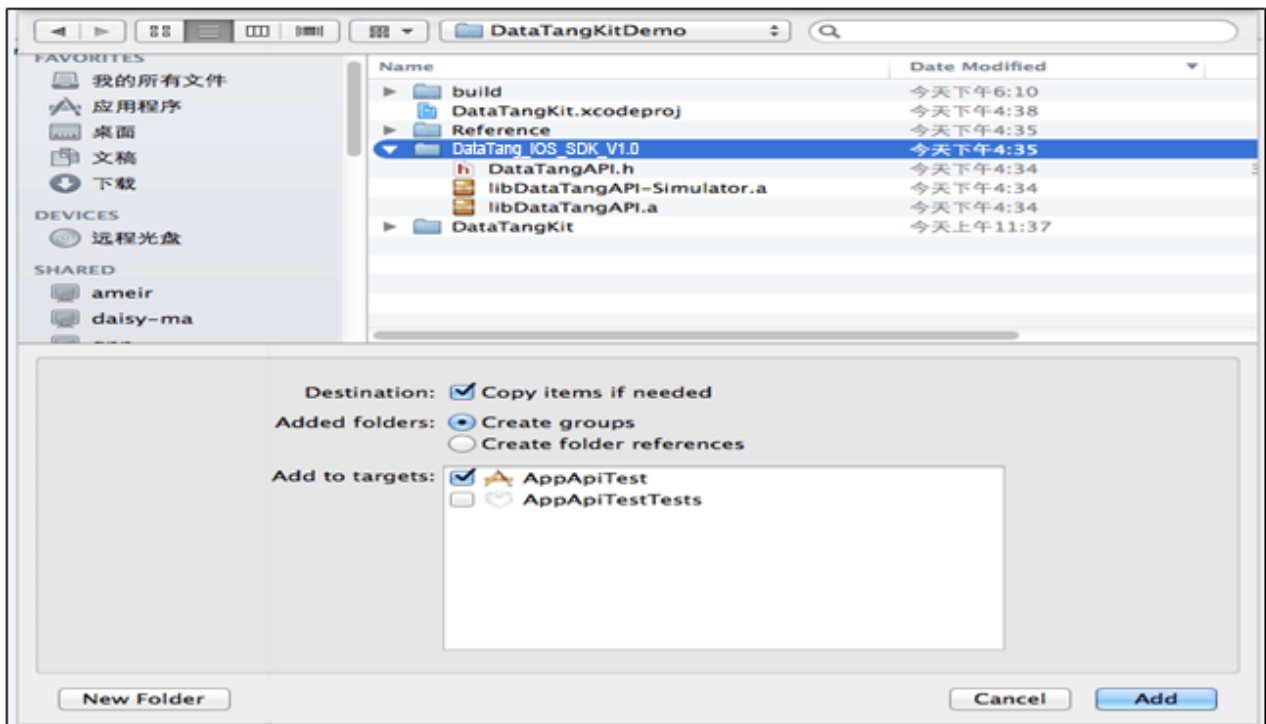 DataTangKitDemo
FAVORITES
我的所有文件
应用程序
桌面
文稿
下载
DEVICES
远程光盘
SHARED
ameir
daisy-ma
Name Date Modified
build 今天下午6:10
DataTangKit.xcodeproj 今天下午4:38
Reference 今天下午4:35
DataTang_IOS_SDK_V1.0 今天下午4:35
DataTangAPI.h 今天下午4:34
libDataTangAPI-Simulator.a 今天下午4:34
libDataTangAPI.a 今天下午4:34
DataTangKit 今天上午11:37
Destination: Copy items if needed
Added folders: Create groups
Create folder references
Add to targets: AppApiTest
AppApiTestTests
New Folder Cancel Add